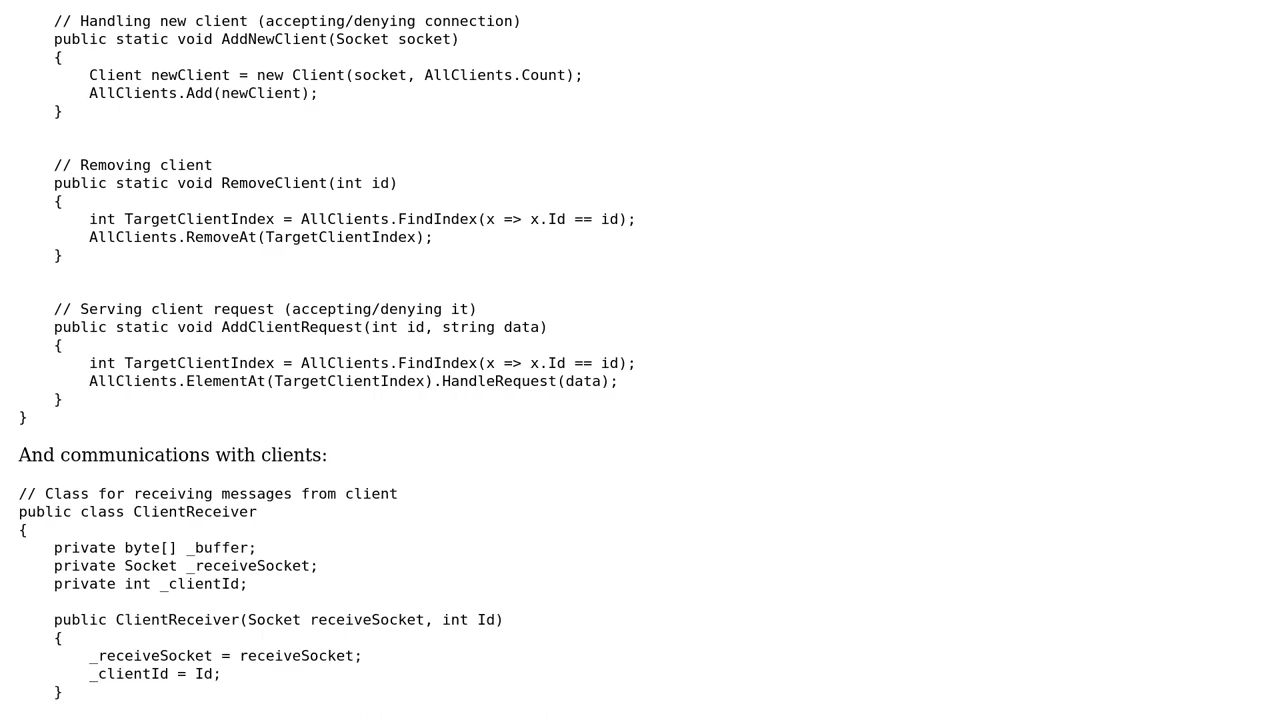 // Handling new client (accepting/denying connection)
public static void AddNewClient(Socket socket)
{
Client newClient = new Client(socket, AllClients.Count);
AllClients.Add(newClient);
}
// Removing client
public static void RemoveClient(int id)
{
int TargetClientIndex = AllClients.FindIndex(x => x.Id == id);
AllClients.RemoveAt(TargetClientIndex);
}
// Serving client request (accepting/denying it)
public static void AddClientRequest(int id, string data)
{
int TargetClientIndex = AllClients.FindIndex(x => x.Id == id);
AllClients.ElementAt(TargetClientIndex).HandleRequest(data);
}
}
And communications with clients:
// Class for receiving messages from client
public class ClientReceiver
{
private byte[] _buffer;
private Socket _receiveSocket;
private int _clientId;
public ClientReceiver(Socket receiveSocket, int Id)
{
_receiveSocket = receiveSocket;
_clientId = Id;
}